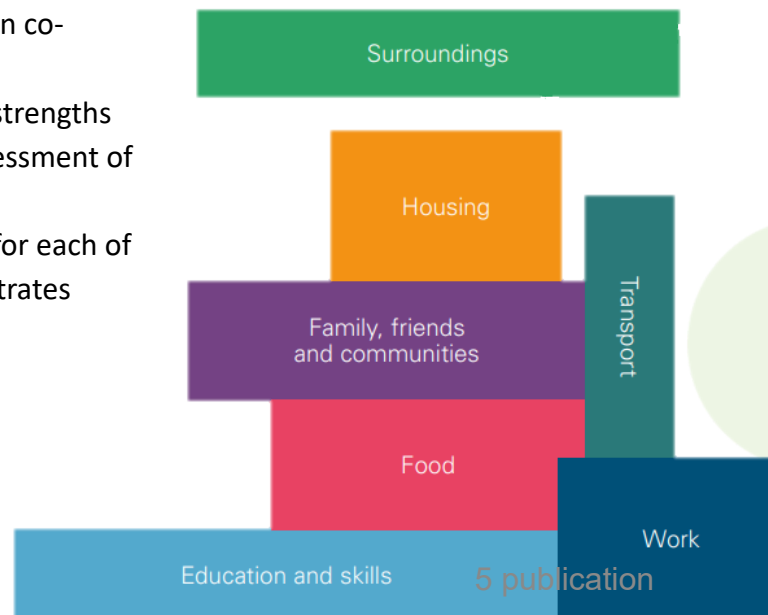 n co-
strengths
essment of
for each of
trates
Surroundings
Housing
Transport
Family, friends
and communities
Food
Work
Education and skills
5 publication